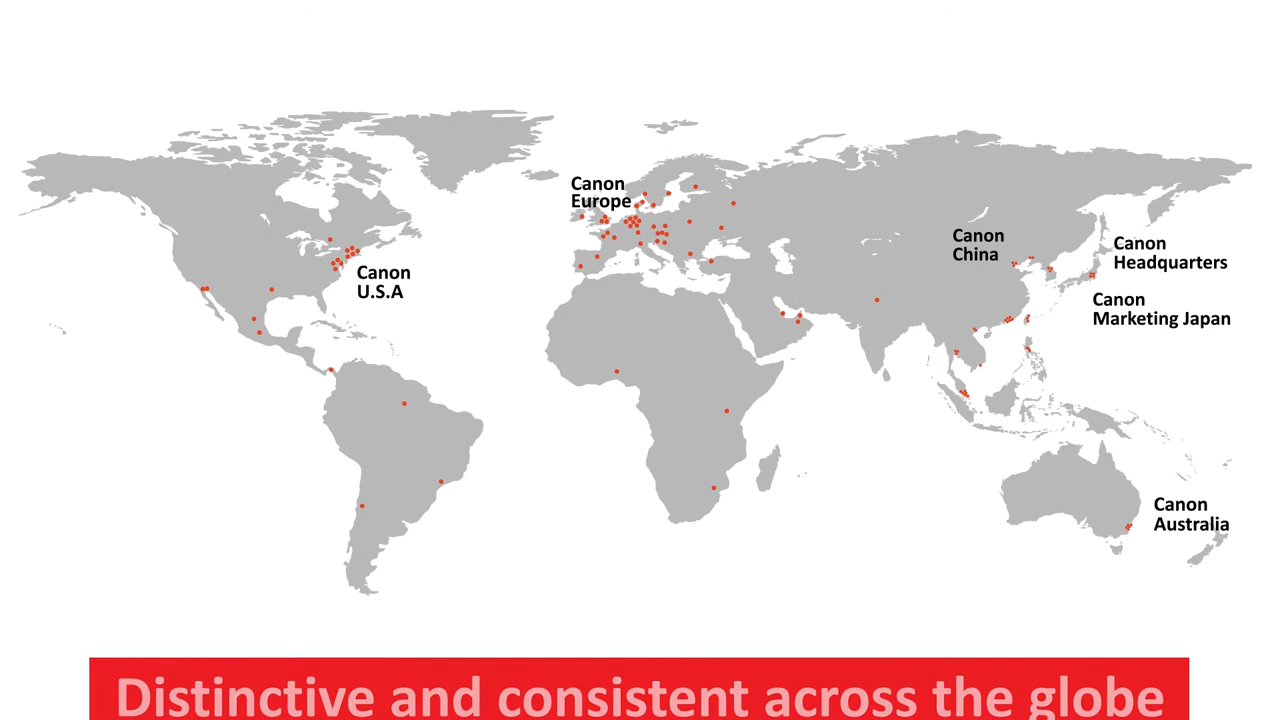 Canon
Europe
Canon
China
Canon
Headquarters
Canon
U.S.A
Canon
Marketing Japan
Canon
Australia
Distinctive and consistent across the globe